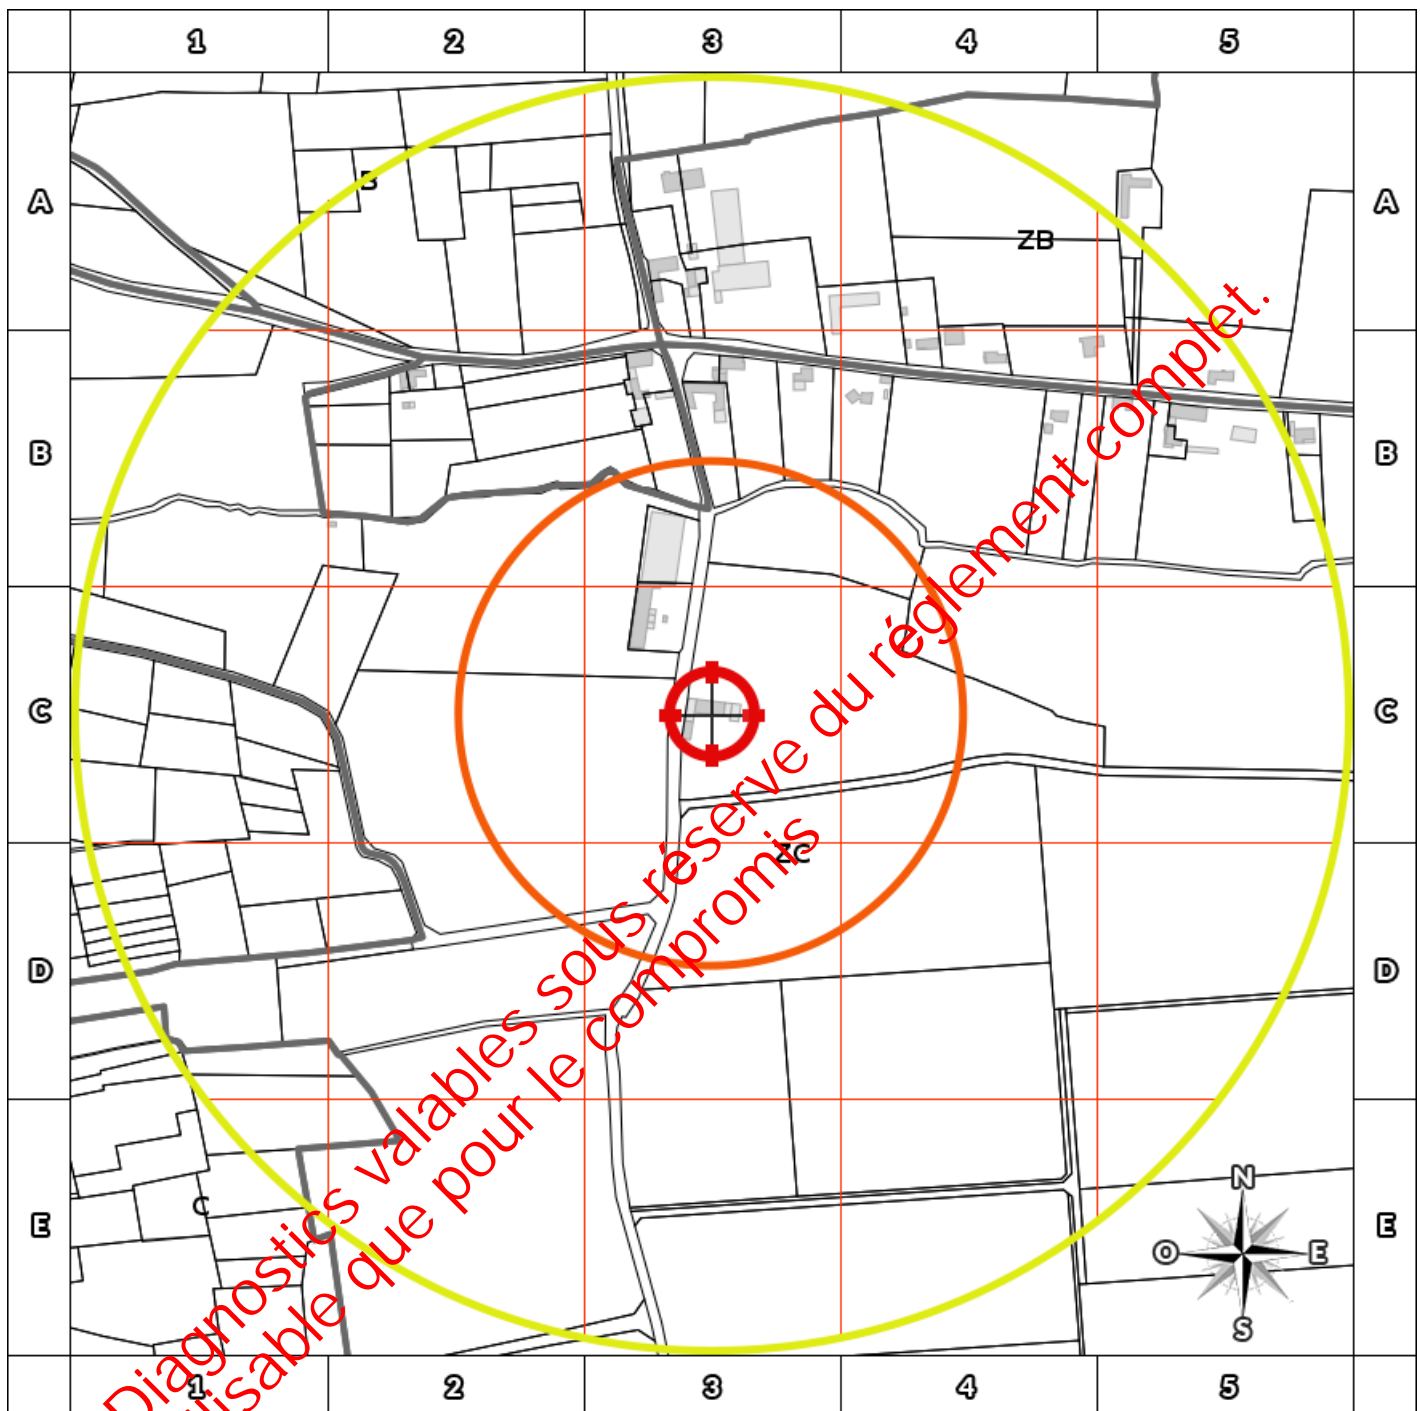 1 2 3 4 5
A A
B
ZB
B B
C C
ZC
D D
C
E E
N
O E
S
1 2 3 4 5
Diagnostics valables sous réserve du réglement complet.
que pour le compromis